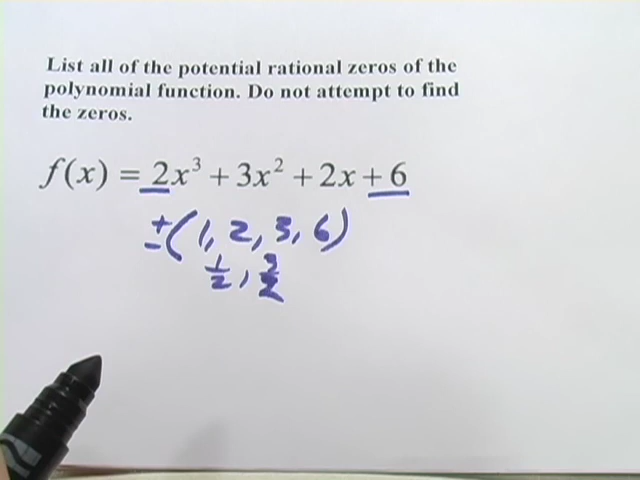 List all of the potential rational zeros of the
polynomial function. Do not attempt to find
the zeros.
f(x) = 2x³ + 3x² + 2x + 6
±(1, 2, 3, 6)
1/2, 3/2